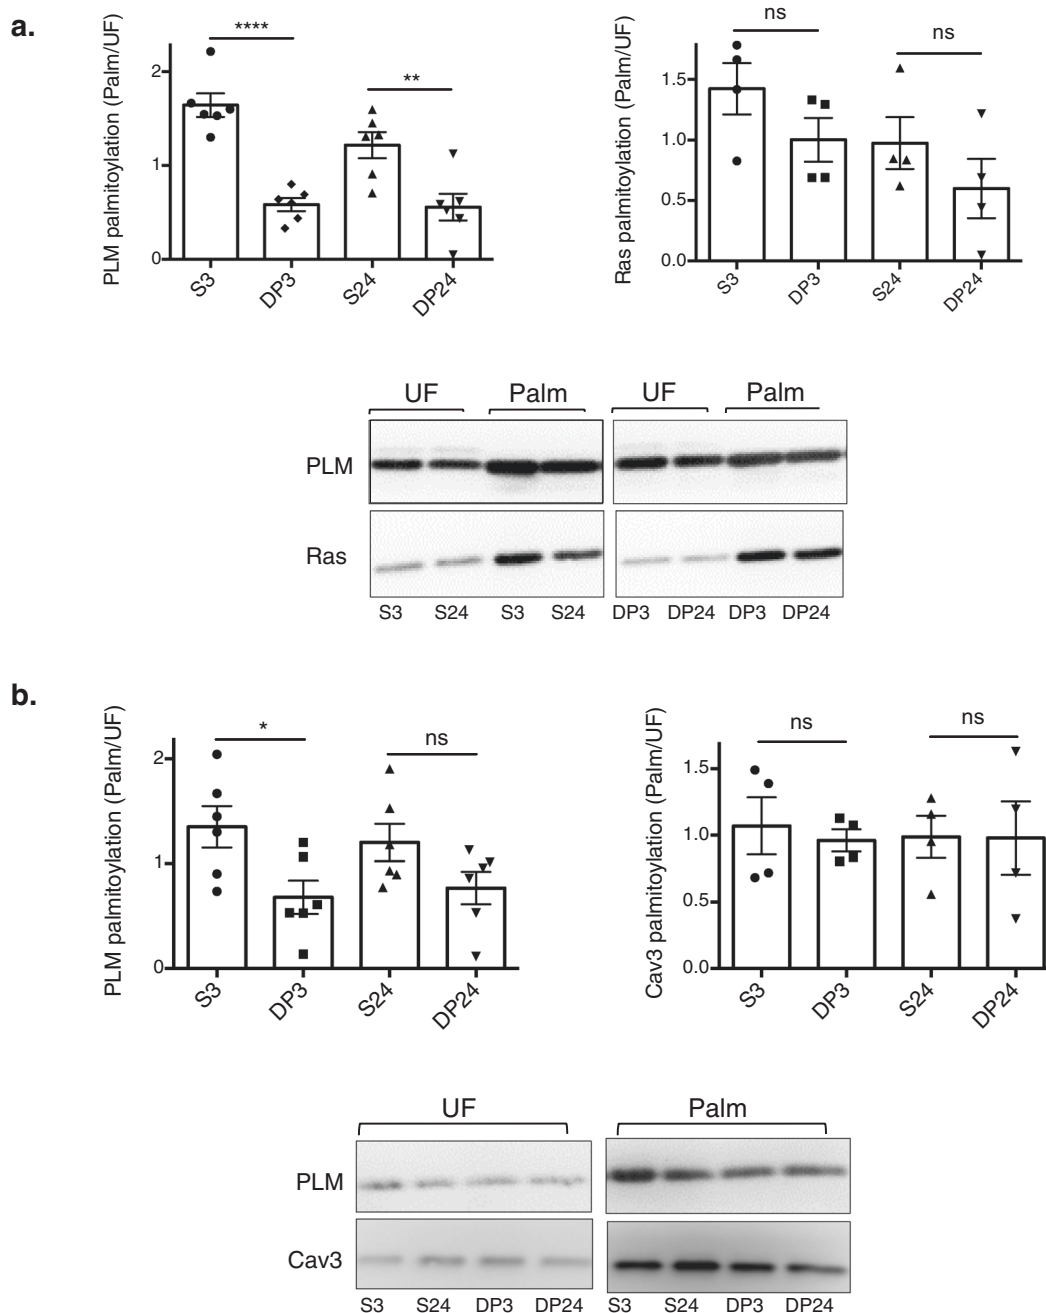 a.
PLM palmitoylation (Palm/UF)
2
1
0
****
**
S3 DP3 S24 DP24
Ras palmitoylation (Palm/UF)
1.5
1.0
0.5
0.0
ns ns
S3 DP3 S24 DP24
UF Palm UF Palm
PLM
Ras
S3 S24 S3 S24 DP3 DP24 DP3 DP24
b.
PLM palmitoylation (Palm/UF)
2
1
0
* ns
S3 DP3 S24 DP24
Cav3 palmitoylation (Palm/UF)
1.5
1.0
0.5
0.0
ns ns
S3 DP3 S24 DP24
UF Palm
PLM
Cav3
S3 S24 DP3 DP24 S3 S24 DP3 DP24